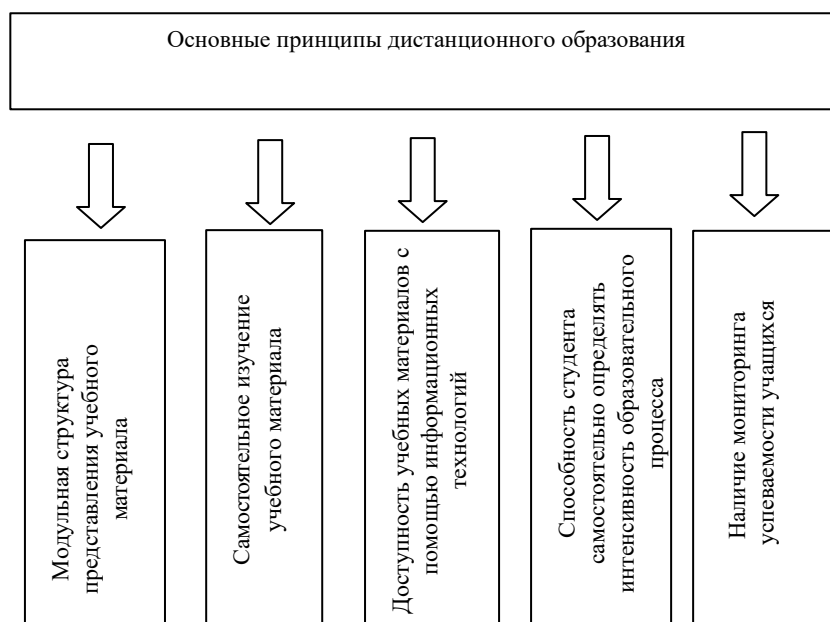 Основные принципы дистанционного образования
Модульная структура
представления учебного
материала
Самостоятельное изучение
учебного материала
Доступность учебных материалов с
помощью информационных
технологий
Способность студента
самостоятельно определять
интенсивность образовательного
процесса
Наличие мониторинга
успеваемости учащихся